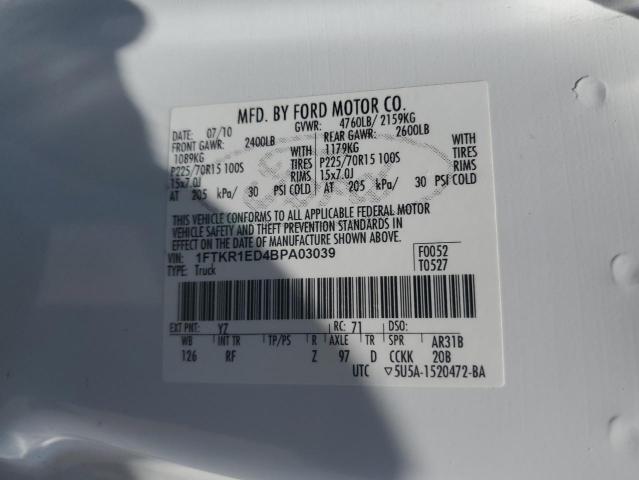 MFD. BY FORD MOTOR CO.
DATE: 07/10 GVWR: 4760LB/ 2159KG
FRONT GAWR: 2400LB REAR GAWR: 2600LB
1089KG WITH 1179KG WITH
P225/70R15 100S TIRES P225/70R15 100S TIRES
15x7.0J RIMS 15x7.0J RIMS
AT 205 kPa/ 30 PSI COLD AT 205 kPa/ 30 PSI COLD
THIS VEHICLE CONFORMS TO ALL APPLICABLE FEDERAL MOTOR
VEHICLE SAFETY AND THEFT PREVENTION STANDARDS IN
EFFECT ON THE DATE OF MANUFACTURE SHOWN ABOVE.
VIN: 1FTKR1ED4BPA03039 F0052
TYPE: Truck T0527
EXT PNT: YZ RC: 71 DSO:
WB INT TR TP/PS R AXLE TR SPR AR31B
126 RF Z 97 D CCKK 20B
UTC ▽5U5A-1520472-BA